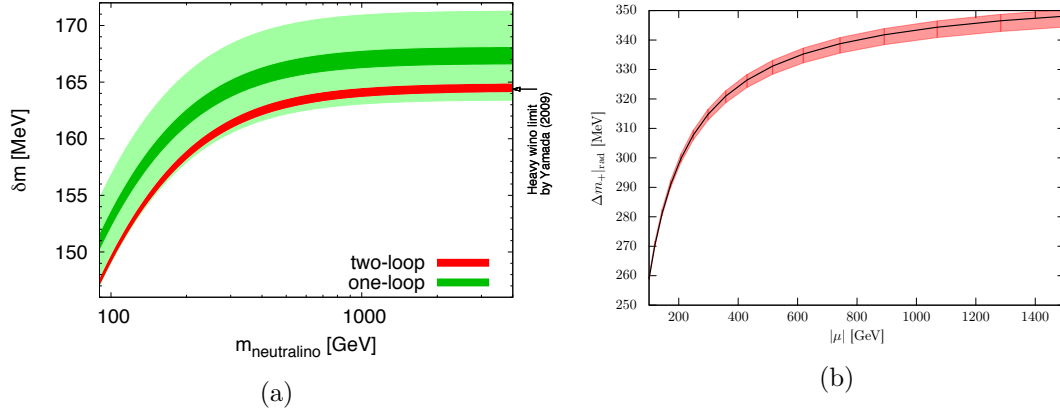 170
165
160
155
150
δm [MeV]
100
1000
m_neutralino [GeV]
two-loop
one-loop
Heavy wino limit
by Yamada (2009)
(a)
350
340
330
320
310
300
290
280
270
260
250
Δm₊|rad [MeV]
200
400
600
800
1000
1200
1400
|μ| [GeV]
(b)